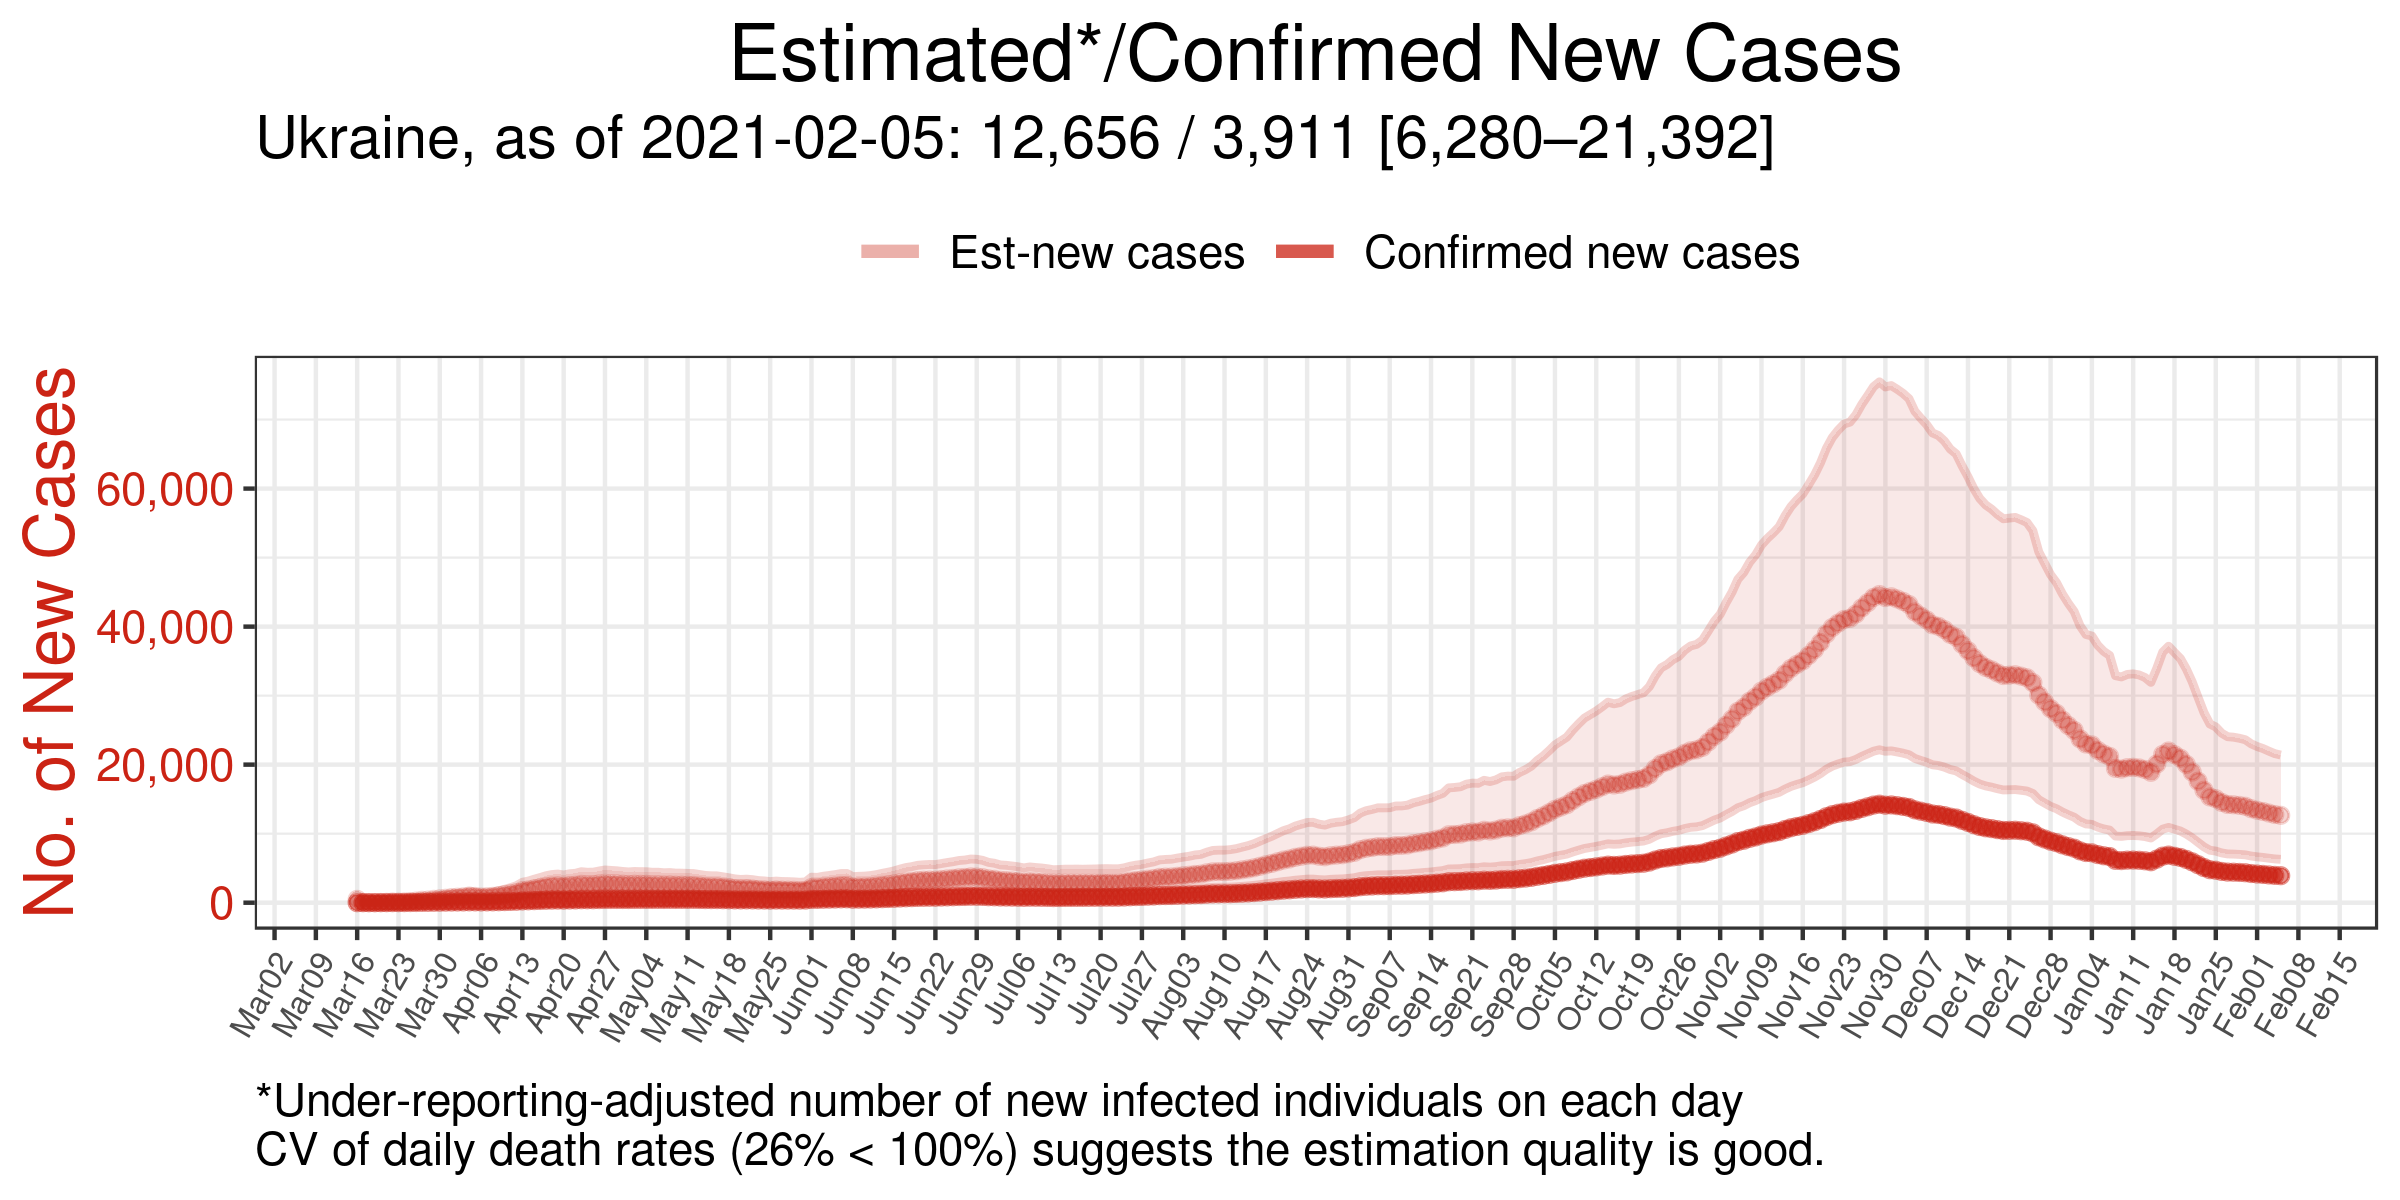 Estimated*/Confirmed New Cases
Ukraine, as of 2021-02-05: 12,656 / 3,911 [6,280–21,392]
Est-new cases Confirmed new cases
No. of New Cases
60,000
40,000
20,000
0
Mar02 Mar09 Mar16 Mar23 Mar30 Apr06 Apr13 Apr20 Apr27 May04 May11 May18 May25 Jun01 Jun08 Jun15 Jun22 Jun29 Jul06 Jul13 Jul20 Jul27 Aug03 Aug10 Aug17 Aug24 Aug31 Sep07 Sep14 Sep21 Sep28 Oct05 Oct12 Oct19 Oct26 Nov02 Nov09 Nov16 Nov23 Nov30 Dec07 Dec14 Dec21 Dec28 Jan04 Jan11 Jan18 Jan25 Feb01 Feb08 Feb15
*Under-reporting-adjusted number of new infected individuals on each day
CV of daily death rates (26% < 100%) suggests the estimation quality is good.